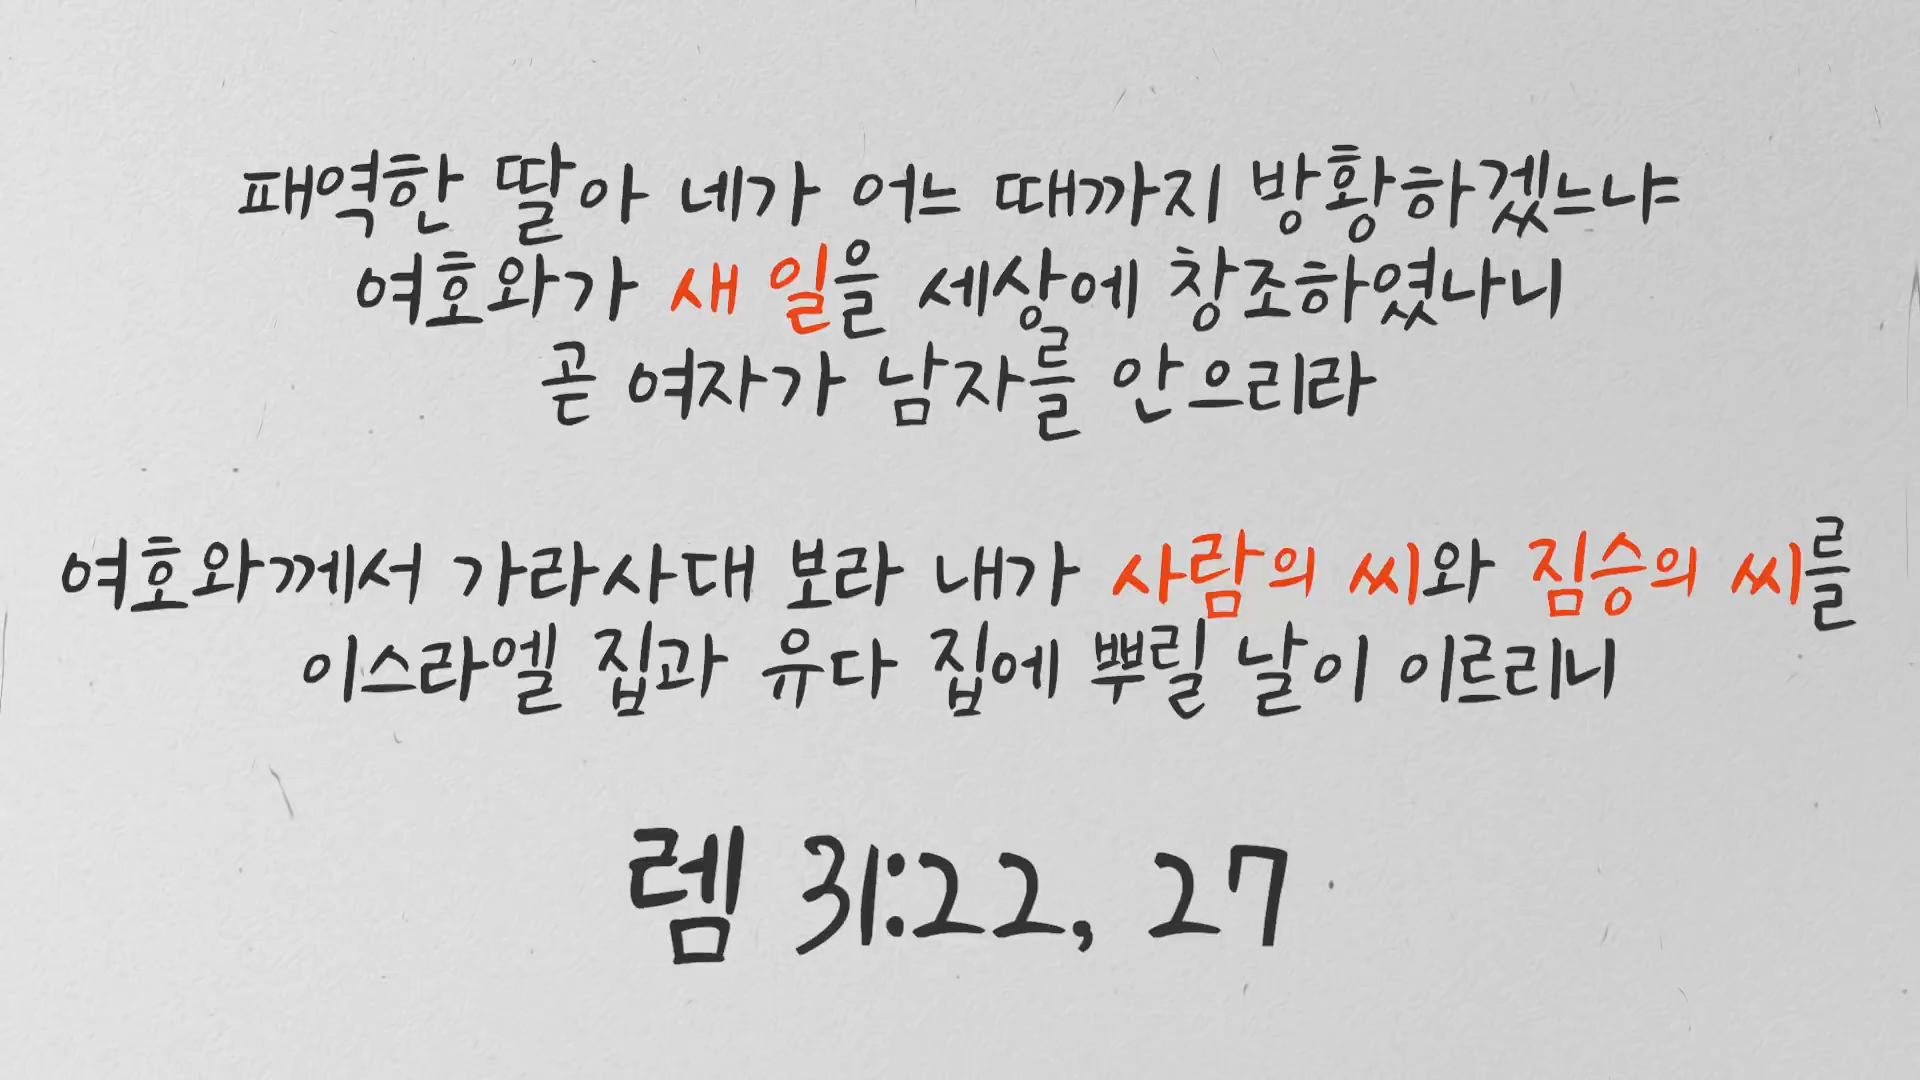 패역한 딸아 네가 어느 때까지 방황하겠느냐
여호와가 새 일을 세상에 창조하였나니
곧 여자가 남자를 안으리라
여호와께서 가라사대 보라 내가 사람의 씨와 짐승의 씨를
이스라엘 집과 유다 집에 뿌릴 날이 이르리니
렘 31:22, 27